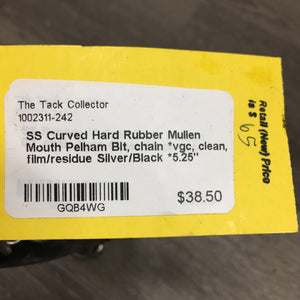 The Tack Collector
1002311-242
SS Curved Hard Rubber Mullen
Mouth Pelham Bit, chain *vgc, clean,
film/residue Silver/Black *5.25"
GQB4WG
$38.50
Retail (New) Price
is $ 65